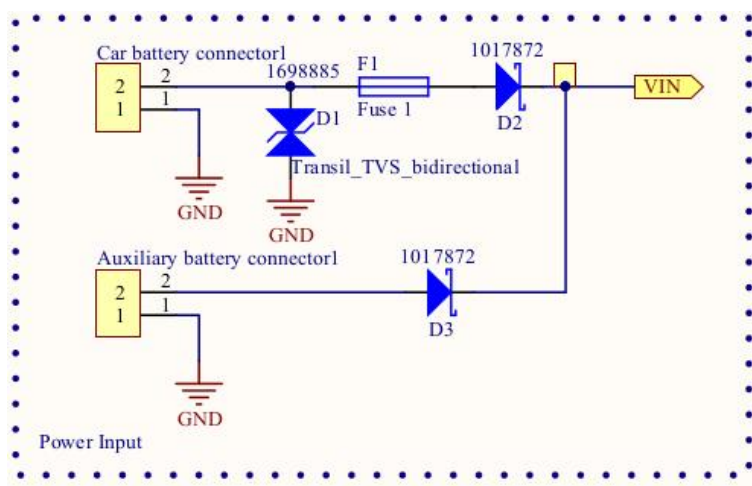 Car battery connector1
2
1
2
1
1698885
F1
Fuse 1
1017872
D2
VIN
D1
Transil_TVS_bidirectional
GND
GND
Auxiliary battery connector1
2
1
2
1
1017872
D3
GND
Power Input